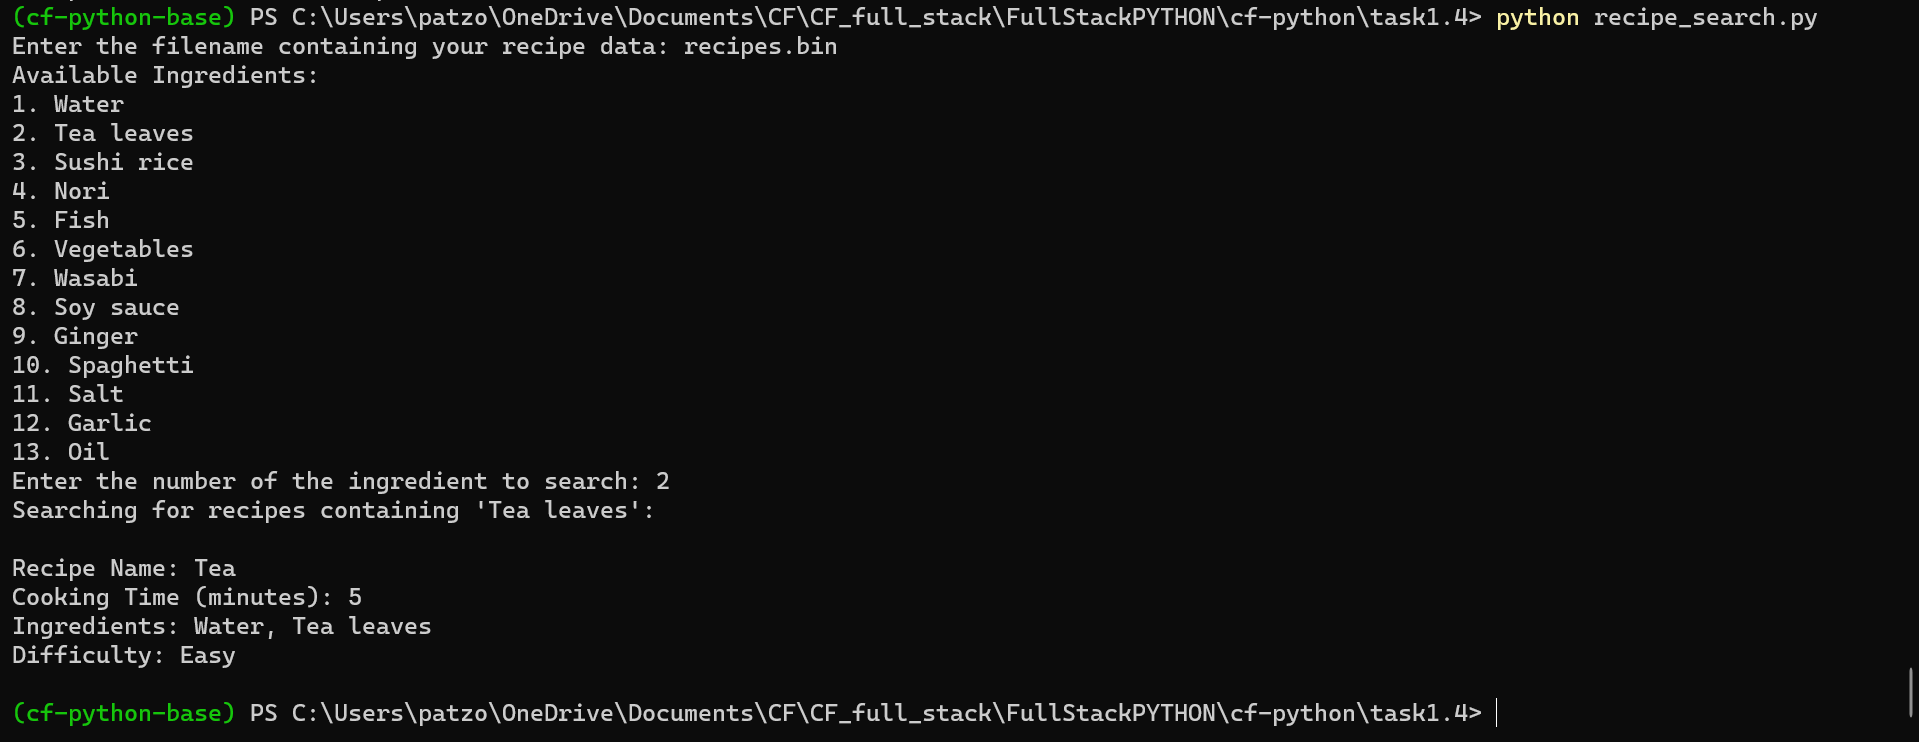 (cf-python-base) PS C:\Users\patzo\OneDrive\Documents\CF\CF_full_stack\FullStackPYTHON\cf-python\task1.4> python recipe_search.py
Enter the filename containing your recipe data: recipes.bin
Available Ingredients:
1. Water
2. Tea leaves
3. Sushi rice
4. Nori
5. Fish
6. Vegetables
7. Wasabi
8. Soy sauce
9. Ginger
10. Spaghetti
11. Salt
12. Garlic
13. Oil
Enter the number of the ingredient to search: 2
Searching for recipes containing 'Tea leaves':
Recipe Name: Tea
Cooking Time (minutes): 5
Ingredients: Water, Tea leaves
Difficulty: Easy
(cf-python-base) PS C:\Users\patzo\OneDrive\Documents\CF\CF_full_stack\FullStackPYTHON\cf-python\task1.4>